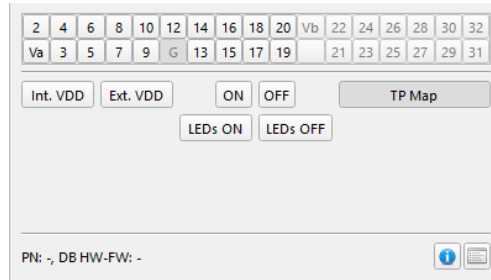 2 4 6 8 10 12 14 16 18 20 Vb 22 24 26 28 30 32
Va 3 5 7 9 G 13 15 17 19 21 23 25 27 29 31
Int. VDD Ext. VDD ON OFF TP Map
LEDs ON LEDs OFF
PN: -, DB HW-FW: -